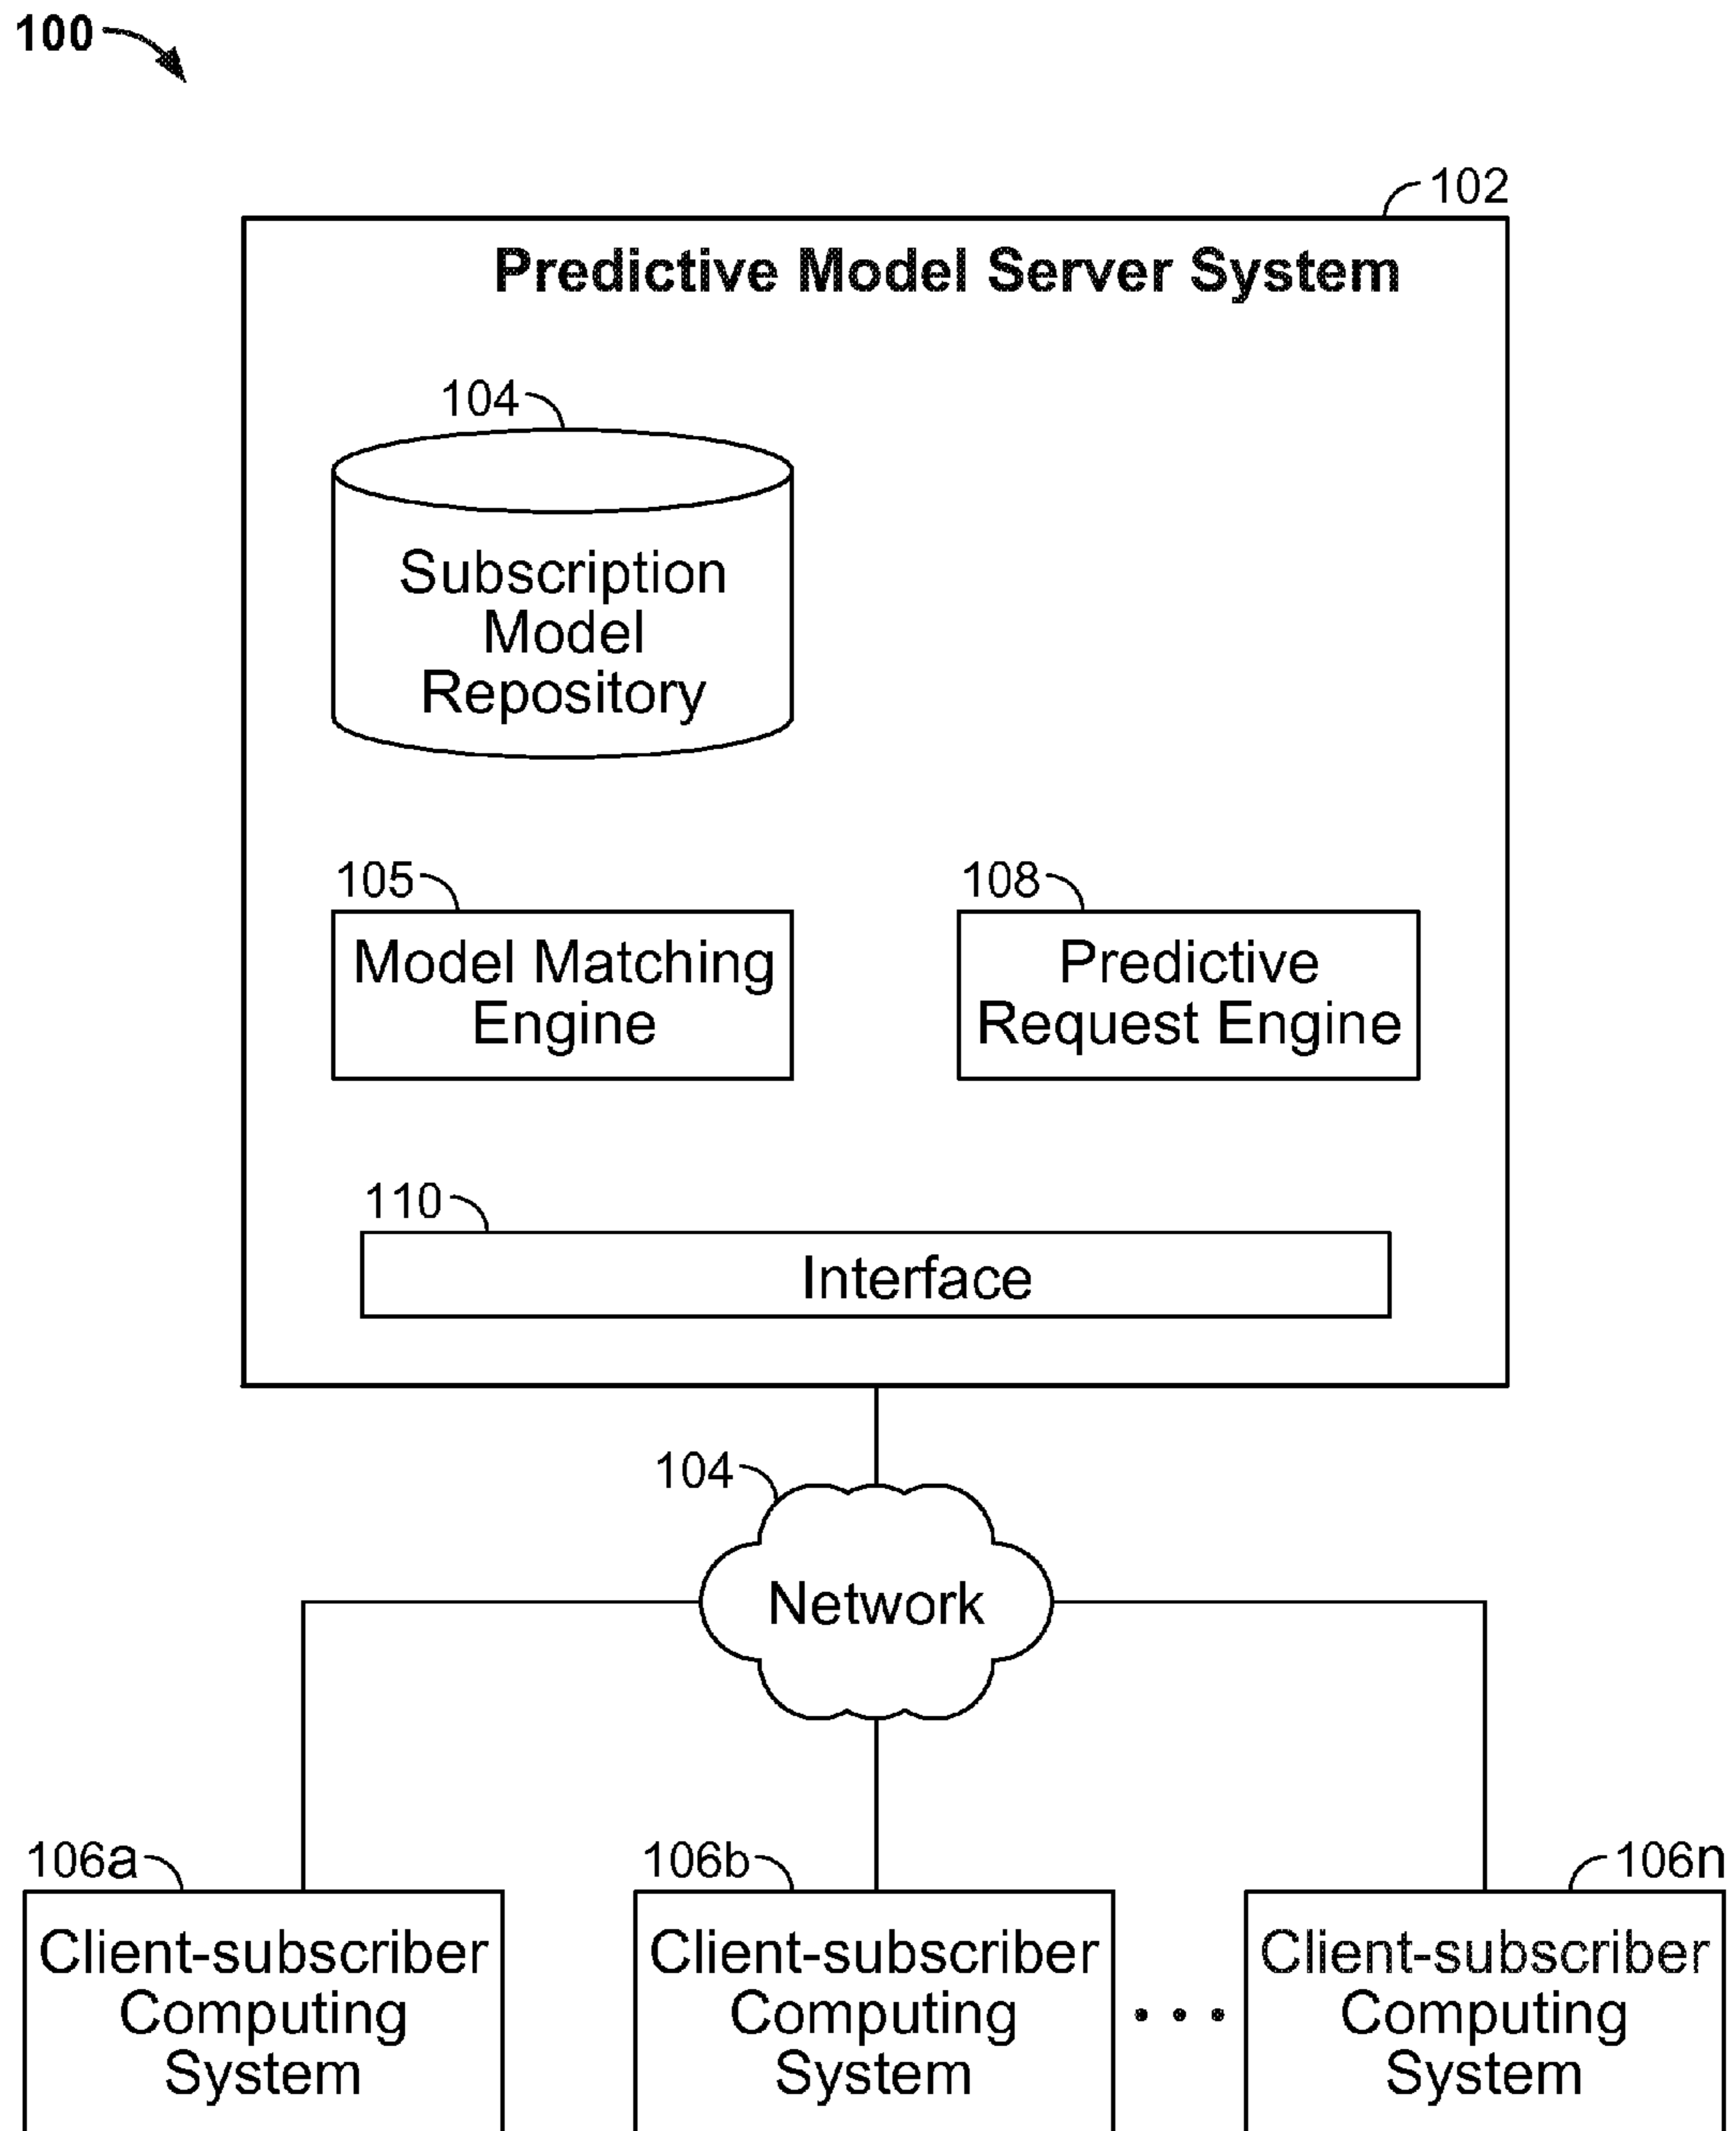 100
102
Predictive Model Server System
104
Subscription
Model
Repository
105
Model Matching
Engine
108
Predictive
Request Engine
110
Interface
104
Network
106a
Client-subscriber
Computing
System
106b
Client-subscriber
Computing
System
• • •
106n
Client-subscriber
Computing
System